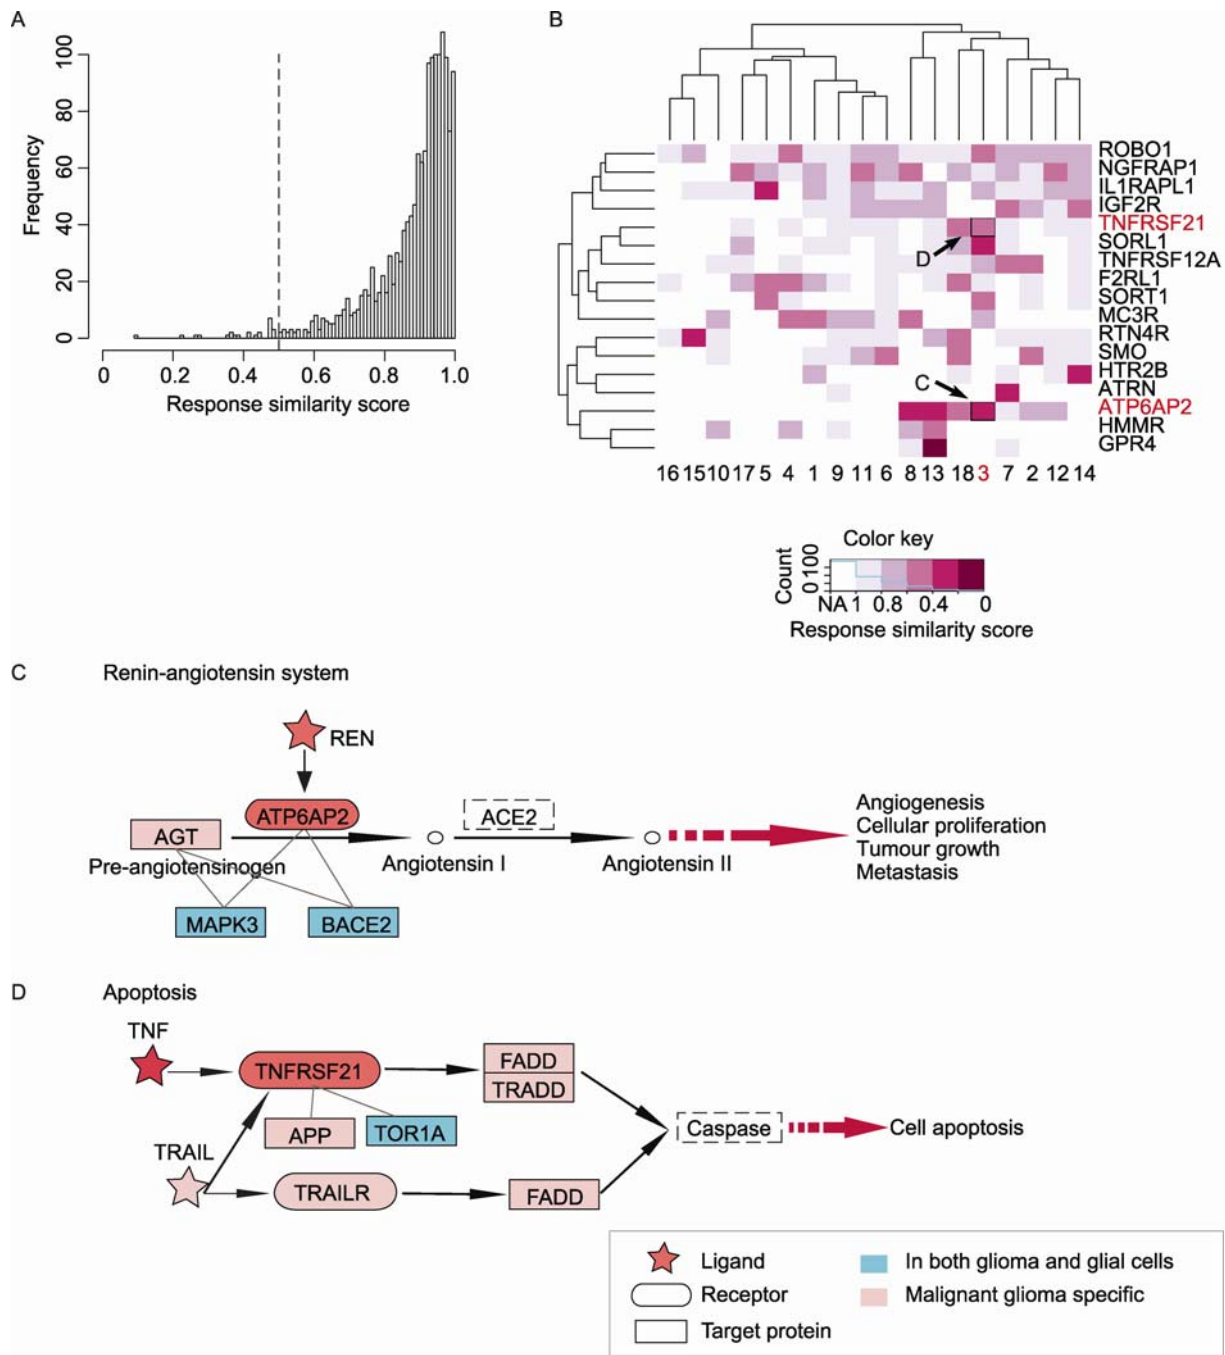 A
100
80
60
40
20
0
Frequency
0 0.2 0.4 0.6 0.8 1.0
Response similarity score
B
ROBO1
NGFRAP1
IL1RAPL1
IGF2R
TNFRSF21
SORL1
TNFRSF12A
F2RL1
SORT1
MC3R
RTN4R
SMO
HTR2B
ATRN
ATP6AP2
HMMR
GPR4
D
C
16 15 10 17 5 4 1 9 11 6 8 13 18 3 7 2 12 14
Color key
Count
0 100
NA 1 0.8 0.4 0
Response similarity score
C Renin-angiotensin system
REN
ATP6AP2
AGT
Pre-angiotensinogen
MAPK3
BACE2
Angiotensin I
ACE2
Angiotensin II
Angiogenesis
Cellular proliferation
Tumour growth
Metastasis
D Apoptosis
TNF
TNFRSF21
FADD
TRADD
APP
TOR1A
Caspase
Cell apoptosis
TRAIL
TRAILR
FADD
Ligand
Receptor
Target protein
In both glioma and glial cells
Malignant glioma specific